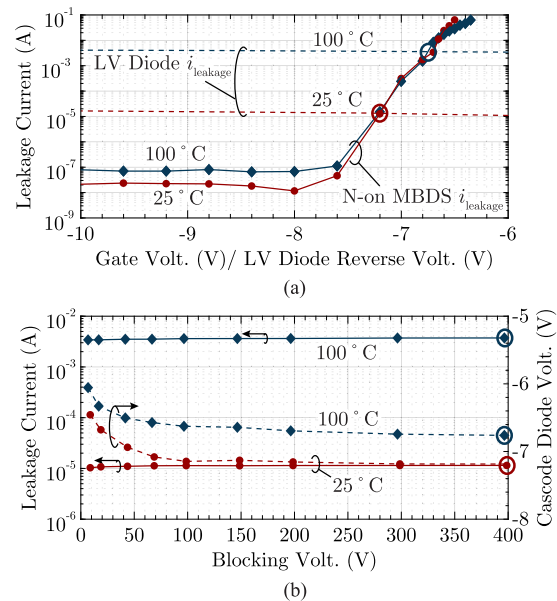 10⁻¹
10⁻³
10⁻⁵
10⁻⁷
10⁻⁹
Leakage Current (A)
100°C
LV Diode i_leakage
25°C
100°C
25°C
N-on MBDS i_leakage
-10 -9 -8 -7 -6
Gate Volt. (V)/ LV Diode Reverse Volt. (V)
(a)
10⁻²
10⁻⁴
10⁻⁵
10⁻⁶
Leakage Current (A)
-5
-6
-7
-8
Cascode Diode Volt. (V)
100°C
100°C
25°C
0 50 100 150 200 250 300 350 400
Blocking Volt. (V)
(b)